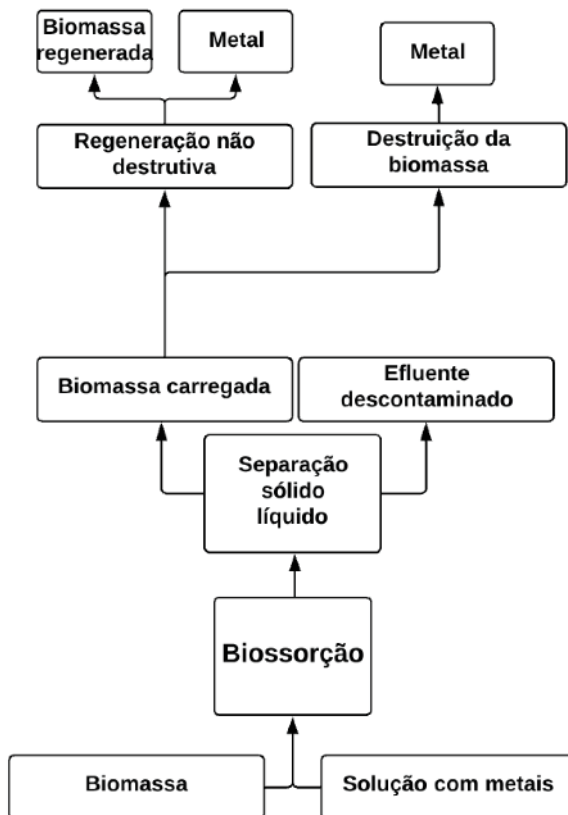 Biomassa
regenerada
Metal
Metal
Regeneração não
destrutiva
Destruição da
biomassa
Biomassa carregada
Efluente
descontaminado
Separação
sólido
líquido
Biossorção
Biomassa
Solução com metais